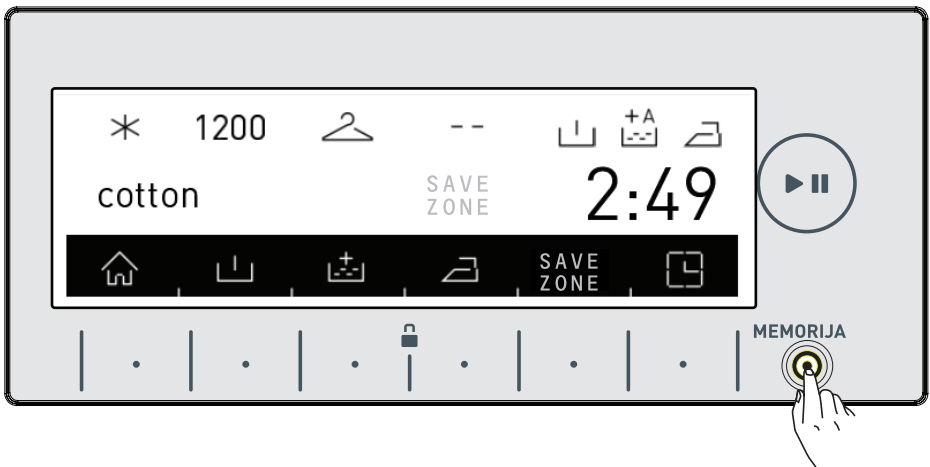 1200
--
+A
cotton
SAVE
ZONE
2:49
SAVE
ZONE
MEMORIJA